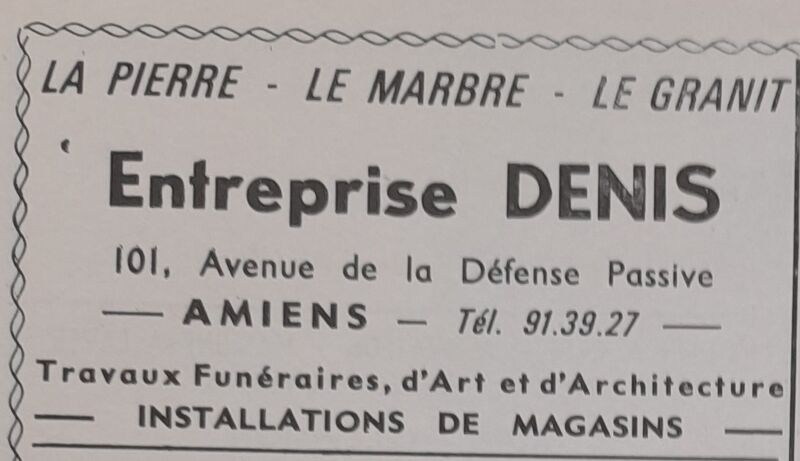 LA PIERRE - LE MARBRE - LE GRANIT
Entreprise DENIS
101, Avenue de la Défense Passive
— AMIENS — Tél. 91.39.27 —
Travaux Funéraires, d'Art et d'Architecture
— INSTALLATIONS DE MAGASINS —